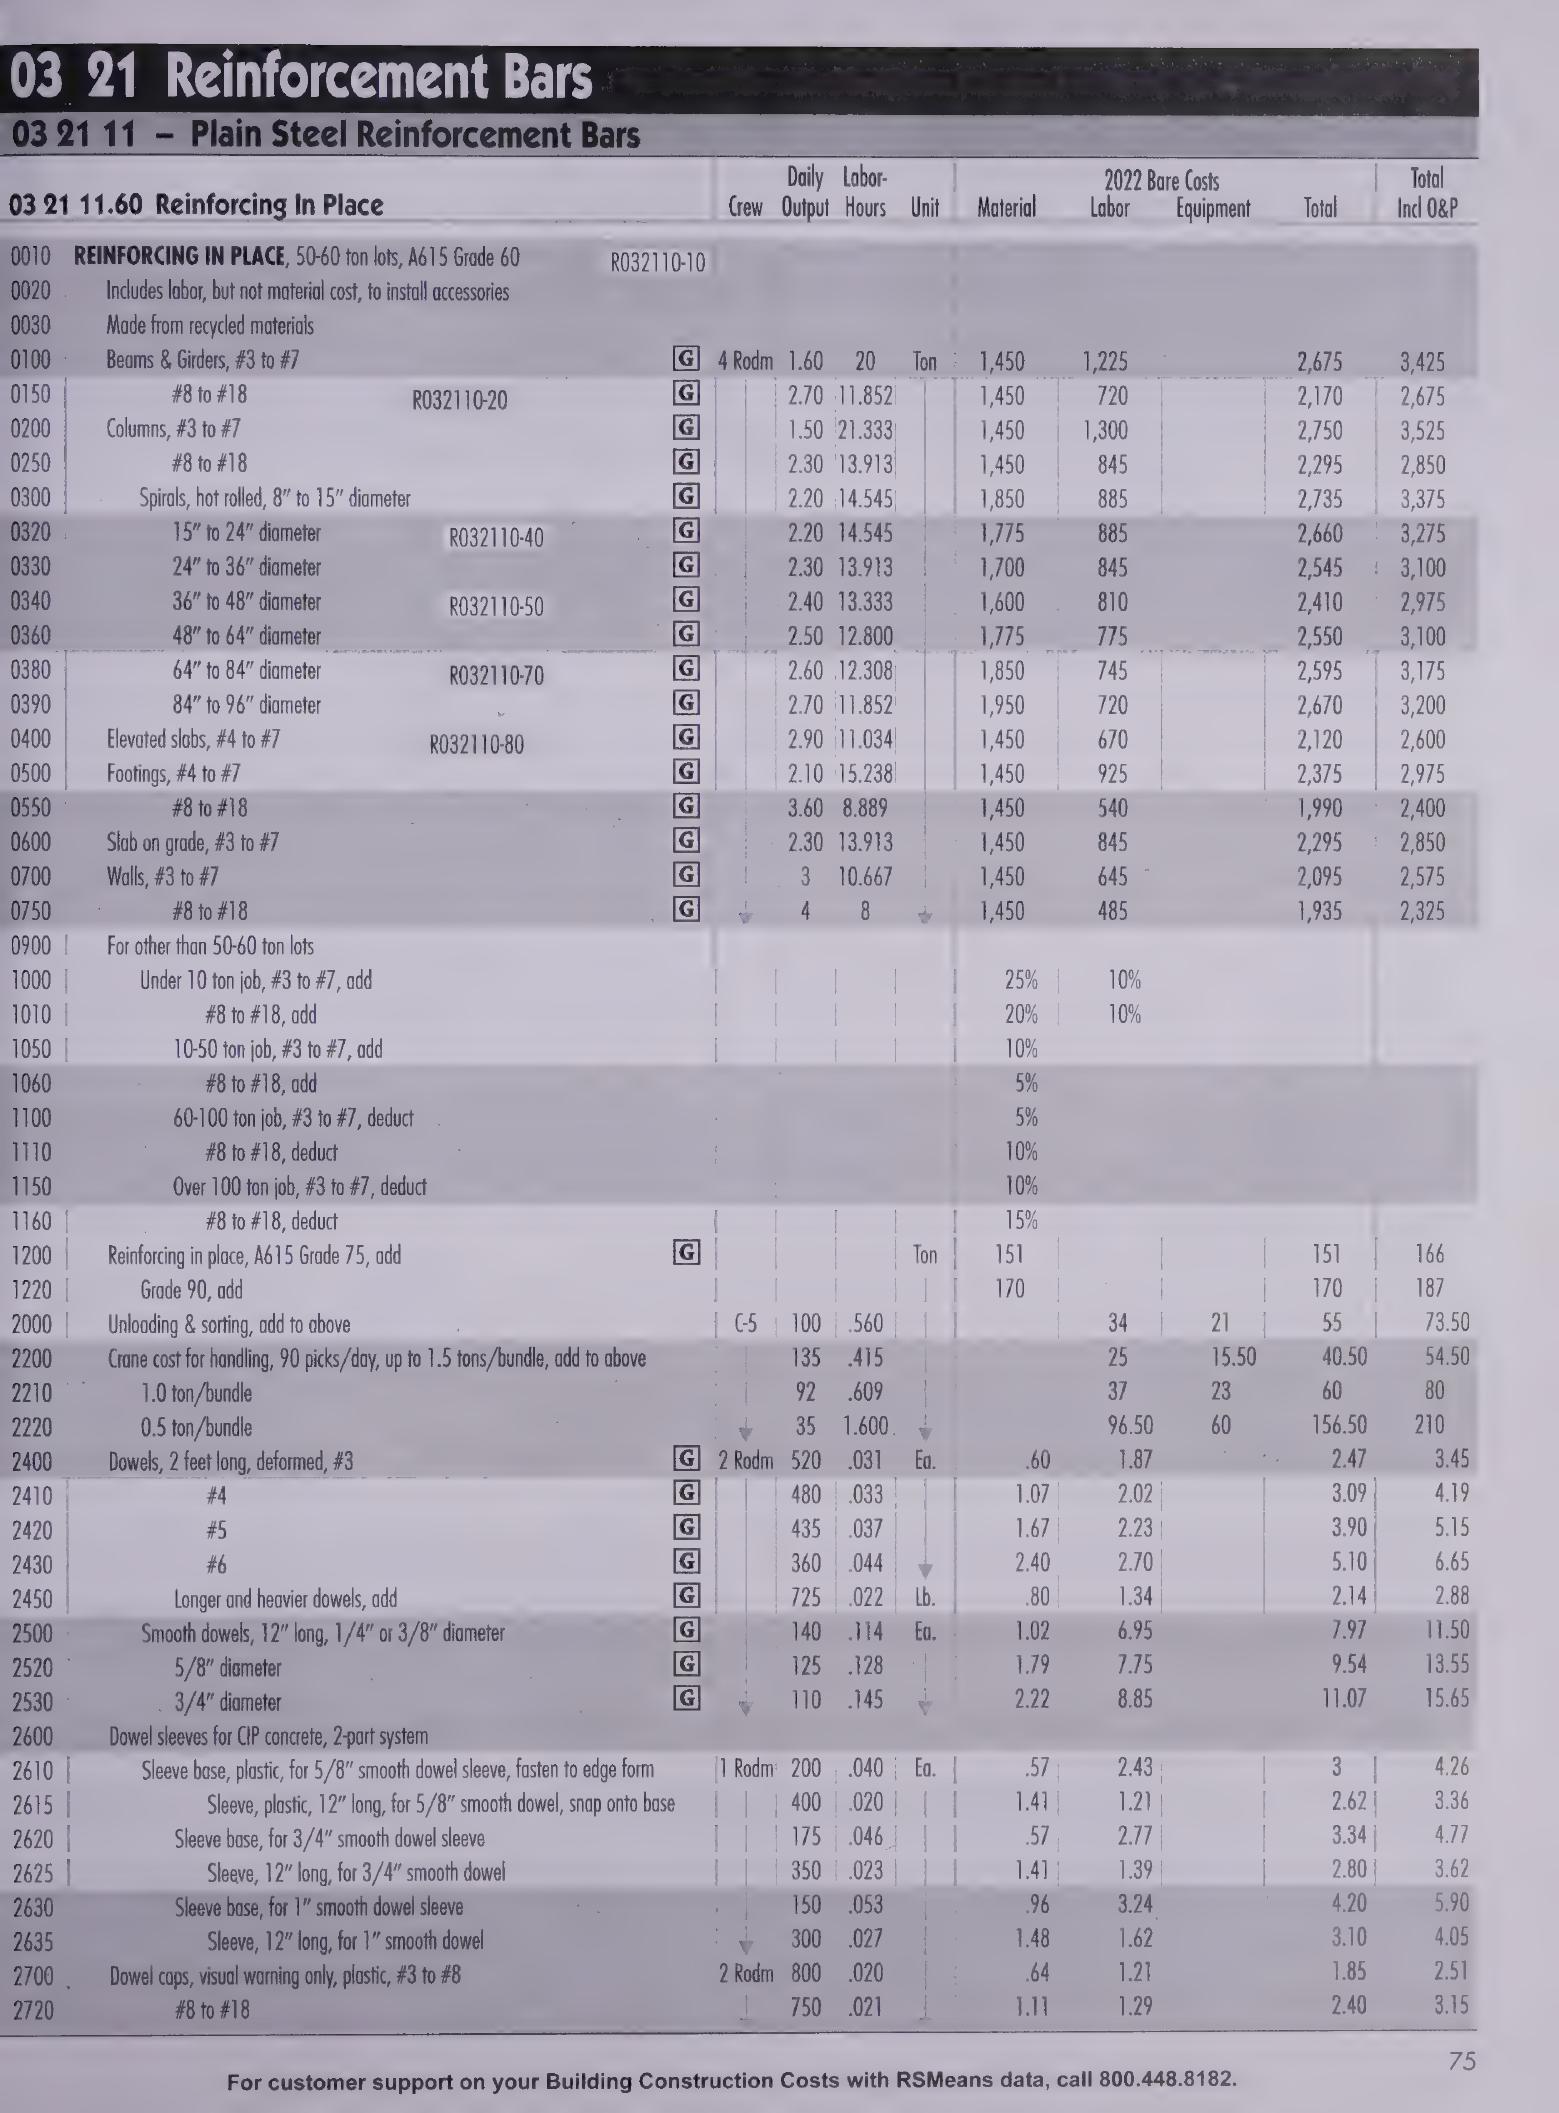 03 21 Reinforcement Bars
03 21 11 – Plain Steel Reinforcement Bars
03 21 11.60 Reinforcing In Place Crew Daily Output Labor-Hours Unit Material 2022 Bare Costs Labor Equipment Total Total Incl O&P
0010 REINFORCING IN PLACE, 50-60 ton lots, A615 Grade 60 R032110-10
0020 Includes labor, but not material cost, to install accessories
0030 Made from recycled materials
0100 Beams & Girders, #3 to #7 G 4 Rodm 1.60 20 Ton 1,450 1,225 2,675 3,425
0150 #8 to #18 R032110-20 G 2.70 11.852 1,450 720 2,170 2,675
0200 Columns, #3 to #7 G 1.50 21.333 1,450 1,300 2,750 3,525
0250 #8 to #18 G 2.30 13.913 1,450 845 2,295 2,850
0300 Spirals, hot rolled, 8" to 15" diameter G 2.20 14.545 1,850 885 2,735 3,375
0320 15" to 24" diameter R032110-40 G 2.20 14.545 1,775 885 2,660 3,275
0330 24" to 36" diameter G 2.30 13.913 1,700 845 2,545 3,100
0340 36" to 48" diameter R032110-50 G 2.40 13.333 1,600 810 2,410 2,975
0360 48" to 64" diameter G 2.50 12.800 1,775 775 2,550 3,100
0380 64" to 84" diameter R032110-70 G 2.60 12.308 1,850 745 2,595 3,175
0390 84" to 96" diameter G 2.70 11.852 1,950 720 2,670 3,200
0400 Elevated slabs, #4 to #7 R032110-80 G 2.90 11.034 1,450 670 2,120 2,600
0500 Footings, #4 to #7 G 2.10 15.238 1,450 925 2,375 2,975
0550 #8 to #18 G 3.60 8.889 1,450 540 1,990 2,400
0600 Slab on grade, #3 to #7 G 2.30 13.913 1,450 845 2,295 2,850
0700 Walls, #3 to #7 G 3 10.667 1,450 645 2,095 2,575
0750 #8 to #18 G 4 8 1,450 485 1,935 2,325
0900 For other than 50-60 ton lots
1000 Under 10 ton job, #3 to #7, add 25% 10%
1010 #8 to #18, add 20% 10%
1050 10-50 ton job, #3 to #7, add 10%
1060 #8 to #18, add 5%
1100 60-100 ton job, #3 to #7, deduct 5%
1110 #8 to #18, deduct 10%
1150 Over 100 ton job, #3 to #7, deduct 10%
1160 #8 to #18, deduct 15%
1200 Reinforcing in place, A615 Grade 75, add G Ton 151 151 166
1220 Grade 90, add 170 170 187
2000 Unloading & sorting, add to above C-5 100 .560 34 21 55 73.50
2200 Crane cost for handling, 90 picks/day, up to 1.5 tons/bundle, add to above 135 .415 25 15.50 40.50 54.50
2210 1.0 ton/bundle 92 .609 37 23 60 80
2220 0.5 ton/bundle 35 1.600 96.50 60 156.50 210
2400 Dowels, 2 feet long, deformed, #3 G 2 Rodm 520 .031 Ea. .60 1.87 2.47 3.45
2410 #4 G 480 .033 1.07 2.02 3.09 4.19
2420 #5 G 435 .037 1.67 2.23 3.90 5.15
2430 #6 G 360 .044 2.40 2.70 5.10 6.65
2450 Longer and heavier dowels, add G 725 .022 Lb. .80 1.34 2.14 2.88
2500 Smooth dowels, 12" long, 1/4" or 3/8" diameter G 140 .114 Ea. 1.02 6.95 7.97 11.50
2520 5/8" diameter G 125 .128 1.79 7.75 9.54 13.55
2530 3/4" diameter G 110 .145 2.22 8.85 11.07 15.65
2600 Dowel sleeves for CIP concrete, 2-part system
2610 Sleeve base, plastic, for 5/8" smooth dowel sleeve, fasten to edge form 1 Rodm 200 .040 Ea. .57 2.43 3 4.26
2615 Sleeve, plastic, 12" long, for 5/8" smooth dowel, snap onto base 400 .020 1.41 1.21 2.62 3.36
2620 Sleeve base, for 3/4" smooth dowel sleeve 175 .046 .57 2.77 3.34 4.77
2625 Sleeve, 12" long, for 3/4" smooth dowel 350 .023 1.41 1.39 2.80 3.62
2630 Sleeve base, for 1" smooth dowel sleeve 150 .053 .96 3.24 4.20 5.90
2635 Sleeve, 12" long, for 1" smooth dowel 300 .027 1.48 1.62 3.10 4.05
2700 Dowel caps, visual warning only, plastic, #3 to #8 2 Rodm 800 .020 .64 1.21 1.85 2.51
2720 #8 to #18 750 .021 1.11 1.29 2.40 3.15
75
For customer support on your Building Construction Costs with RSMeans data, call 800.448.8182.